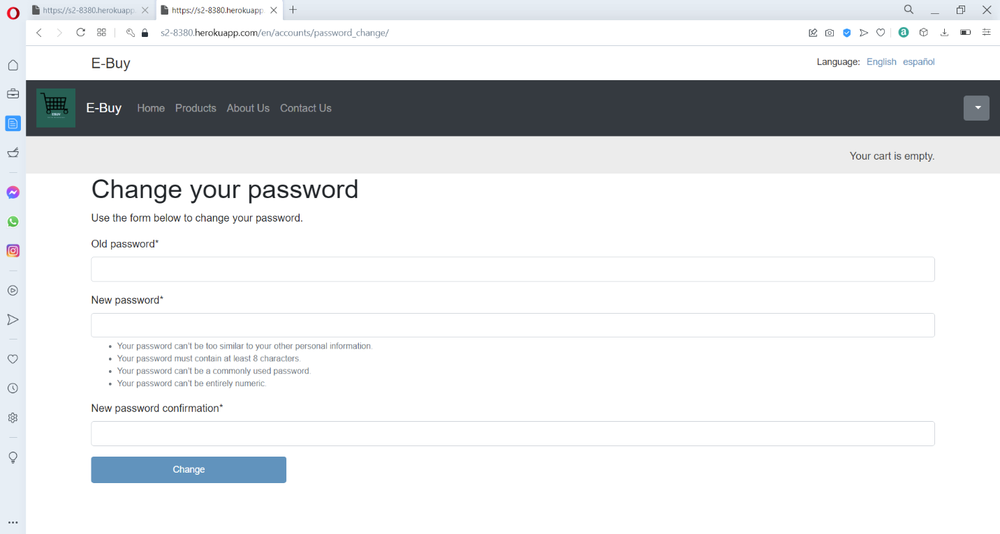 https://s2-8380.herokuapp
https://s2-8380.herokuapp.
s2-8380.herokuapp.com/en/accounts/password_change/
E-Buy
Language: English español
EBUY
E-Buy Home Products About Us Contact Us
Your cart is empty.
Change your password
Use the form below to change your password.
Old password*
New password*
• Your password can't be too similar to your other personal information.
• Your password must contain at least 8 characters.
• Your password can't be a commonly used password.
• Your password can't be entirely numeric.
New password confirmation*
Change